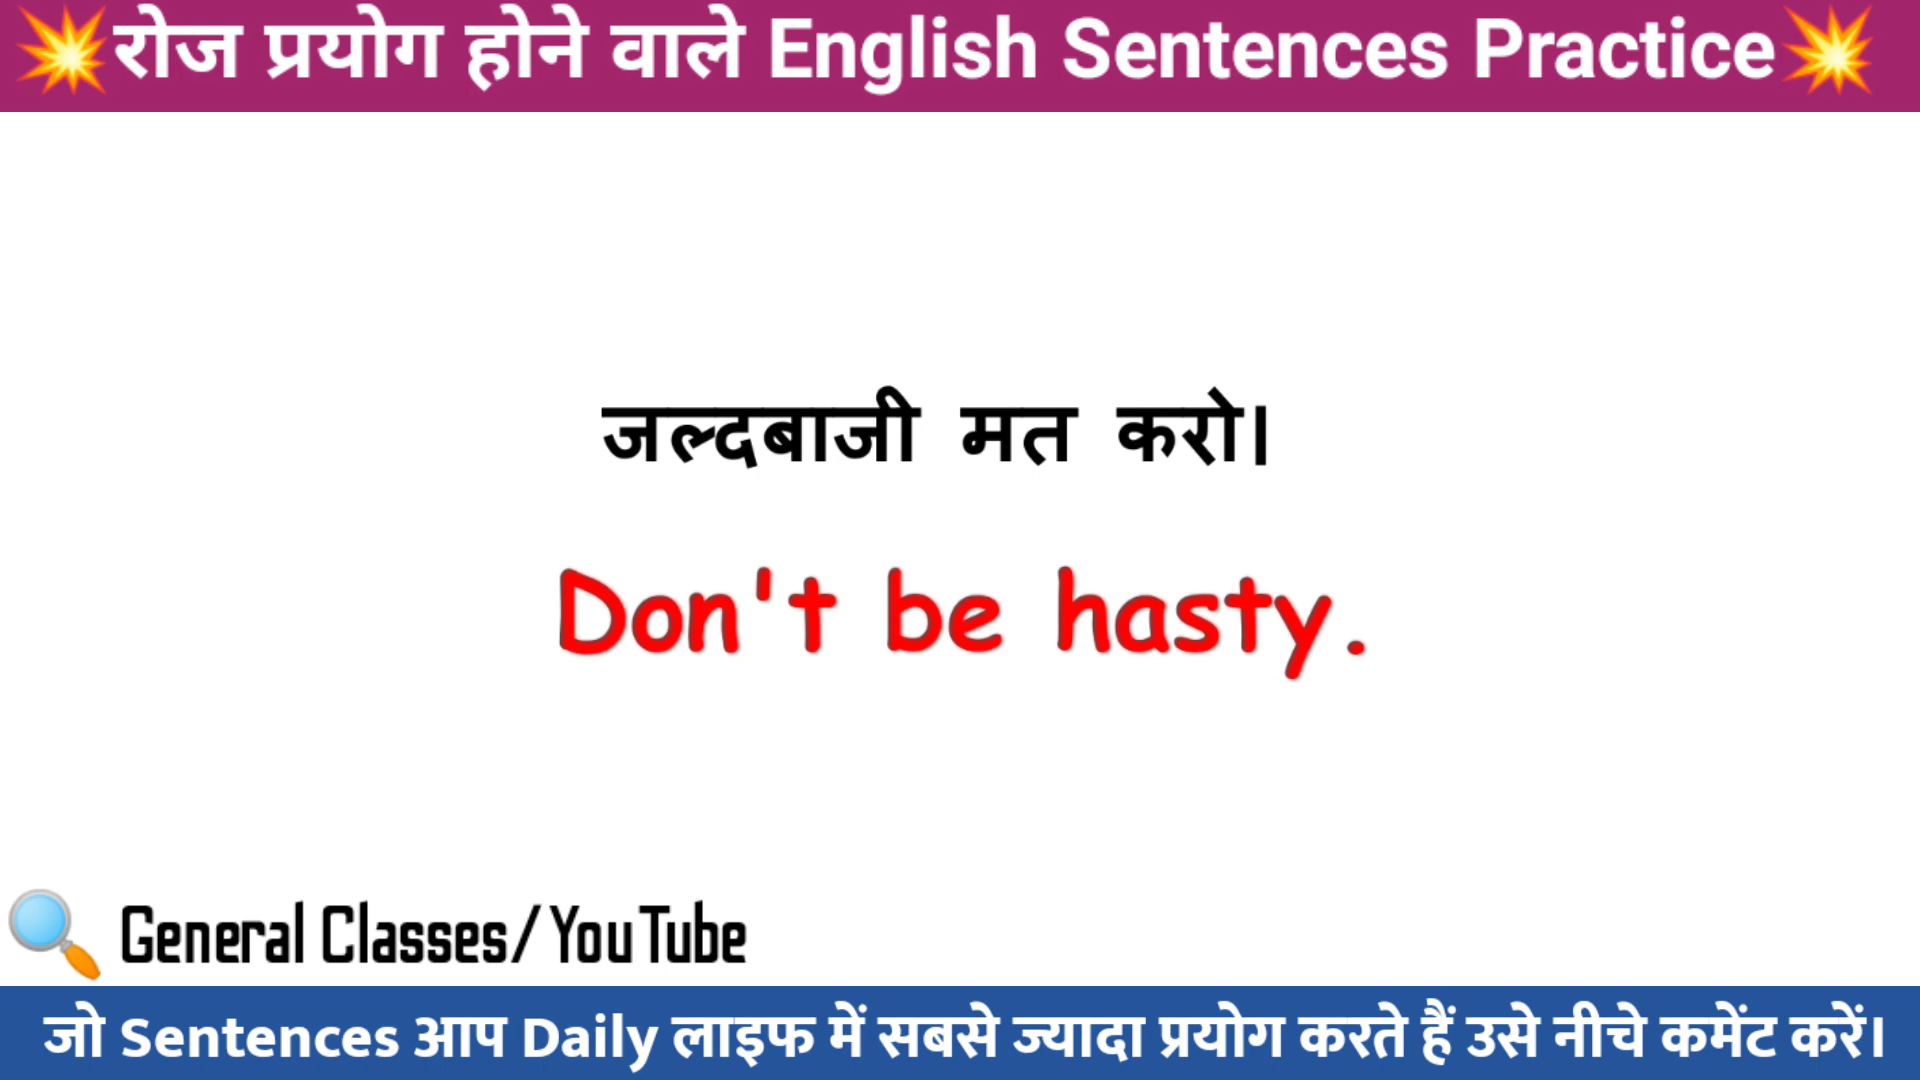 💥रोज प्रयोग होने वाले English Sentences Practice💥
जल्दबाजी मत करो।
Don't be hasty.
🔍 General Classes/YouTube
जो Sentences आप Daily लाइफ में सबसे ज्यादा प्रयोग करते हैं उसे नीचे कमेंट करें।